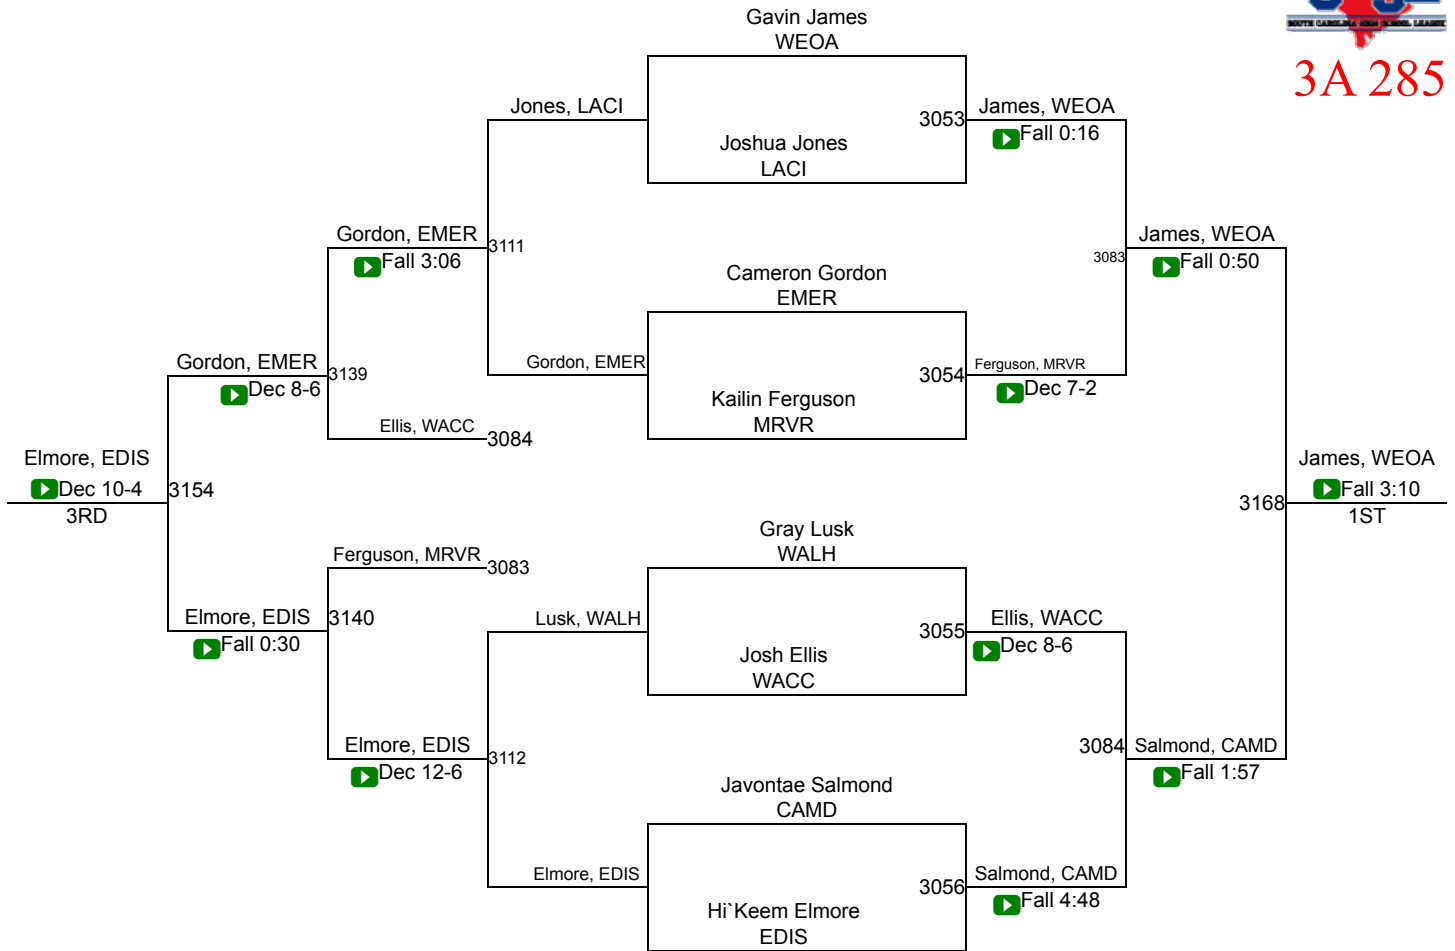 SOUTH CAROLINA HIGH SCHOOL LEAGUE
3A 285
Gavin James
WEOA
Jones, LACI
3053
James, WEOA
Fall 0:16
Joshua Jones
LACI
Gordon, EMER
3111
Fall 3:06
James, WEOA
3083
Fall 0:50
Cameron Gordon
EMER
Gordon, EMER
3139
Dec 8-6
Gordon, EMER
3054
Ferguson, MRVR
Dec 7-2
Kailin Ferguson
MRVR
Ellis, WACC
3084
Elmore, EDIS
Dec 10-4
3RD
3154
James, WEOA
Fall 3:10
1ST
3168
Gray Lusk
WALH
Ferguson, MRVR
3083
Elmore, EDIS
3140
Fall 0:30
Lusk, WALH
3055
Ellis, WACC
Dec 8-6
Josh Ellis
WACC
Elmore, EDIS
3112
Dec 12-6
3084
Salmond, CAMD
Fall 1:57
Javontae Salmond
CAMD
Elmore, EDIS
3056
Salmond, CAMD
Fall 4:48
Hi`Keem Elmore
EDIS